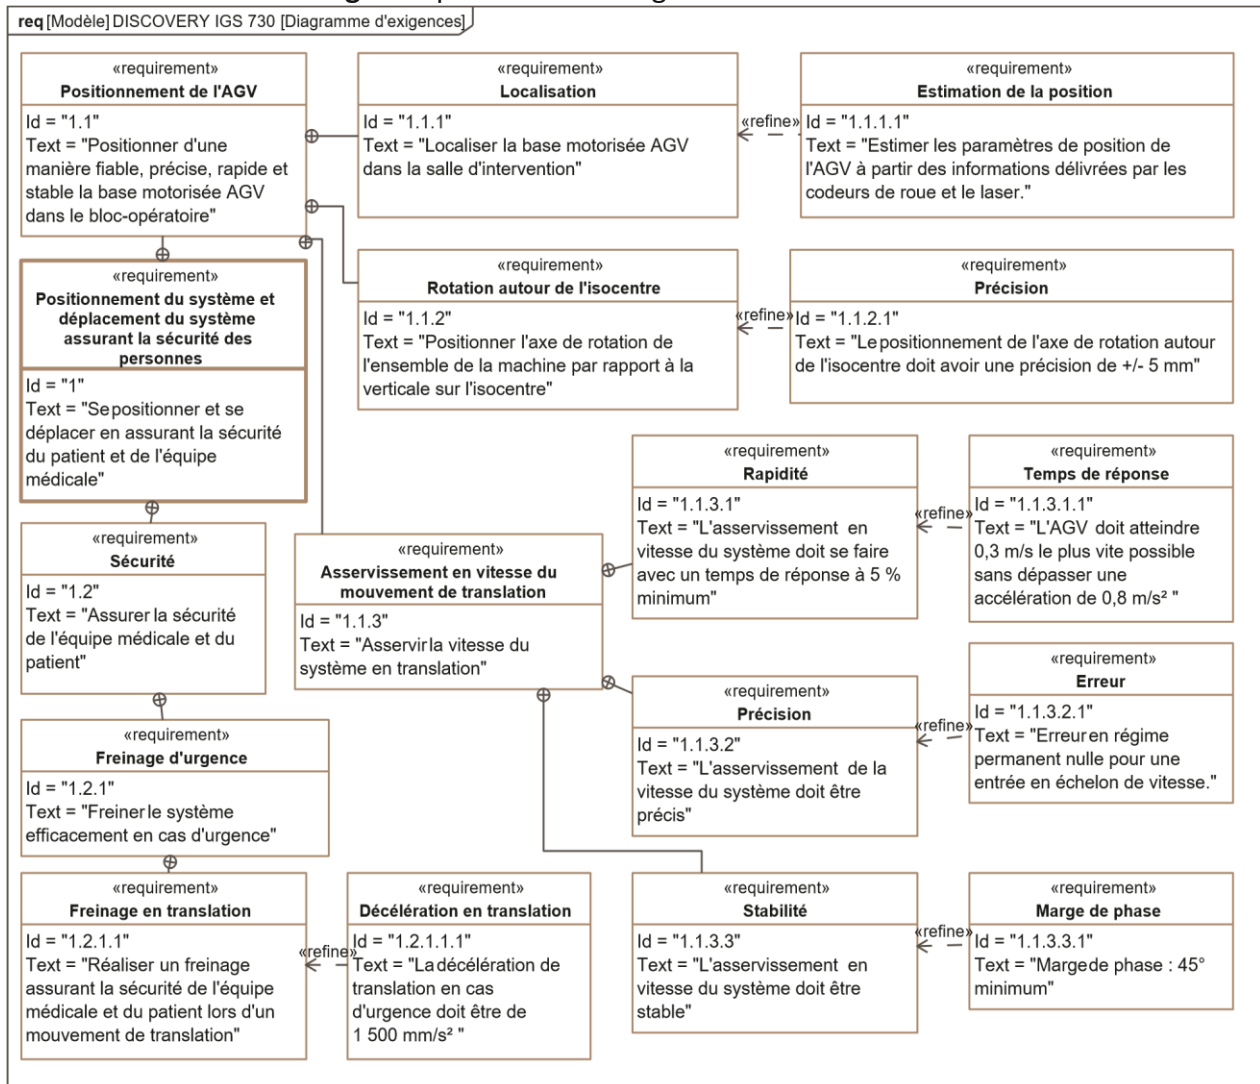 req [Modèle] DISCOVERY IGS 730 [Diagramme d'exigences]
«requirement»
Positionnement de l'AGV
Id = "1.1"
Text = "Positionner d'une
manière fiable, précise, rapide et
stable la base motorisée AGV
dans le bloc-opératoire"
«requirement»
Localisation
Id = "1.1.1"
Text = "Localiser la base motorisée AGV
dans la salle d'intervention"
«refine»
«requirement»
Estimation de la position
Id = "1.1.1.1"
Text = "Estimer les paramètres de position de
l'AGV à partir des informations délivrées par les
codeurs de roue et le laser."
«requirement»
Positionnement du système et
déplacement du système
assurant la sécurité des
personnes
Id = "1"
Text = "Se positionner et se
déplacer en assurant la sécurité
du patient et de l'équipe
médicale"
«requirement»
Rotation autour de l'isocentre
Id = "1.1.2"
Text = "Positionner l'axe de rotation de
l'ensemble de la machine par rapport à la
verticale sur l'isocentre"
«refine»
«requirement»
Précision
Id = "1.1.2.1"
Text = "Le positionnement de l'axe de rotation autour
de l'isocentre doit avoir une précision de +/- 5 mm"
«requirement»
Sécurité
Id = "1.2"
Text = "Assurer la sécurité
de l'équipe médicale et du
patient"
«requirement»
Asservissement en vitesse du
mouvement de translation
Id = "1.1.3"
Text = "Asservir la vitesse du
système en translation"
«requirement»
Rapidité
Id = "1.1.3.1"
Text = "L'asservissement en
vitesse du système doit se faire
avec un temps de réponse à 5 %
minimum"
«refine»
«requirement»
Temps de réponse
Id = "1.1.3.1.1"
Text = "L'AGV doit atteindre
0,3 m/s le plus vite possible
sans dépasser une
accélération de 0,8 m/s² "
«requirement»
Précision
Id = "1.1.3.2"
Text = "L'asservissement de la
vitesse du système doit être
précis"
«refine»
«requirement»
Erreur
Id = "1.1.3.2.1"
Text = "Erreur en régime
permanent nulle pour une
entrée en échelon de vitesse."
«requirement»
Freinage d'urgence
Id = "1.2.1"
Text = "Freiner le système
efficacement en cas d'urgence"
«requirement»
Freinage en translation
Id = "1.2.1.1"
Text = "Réaliser un freinage
assurant la sécurité de l'équipe
médicale et du patient lors d'un
mouvement de translation"
«refine»
«requirement»
Décélération en translation
Id = "1.2.1.1.1"
Text = "La décélération de
translation en cas
d'urgence doit être de
1 500 mm/s² "
«requirement»
Stabilité
Id = "1.1.3.3"
Text = "L'asservissement en
vitesse du système doit être
stable"
«refine»
«requirement»
Marge de phase
Id = "1.1.3.3.1"
Text = "Marge de phase : 45°
minimum"